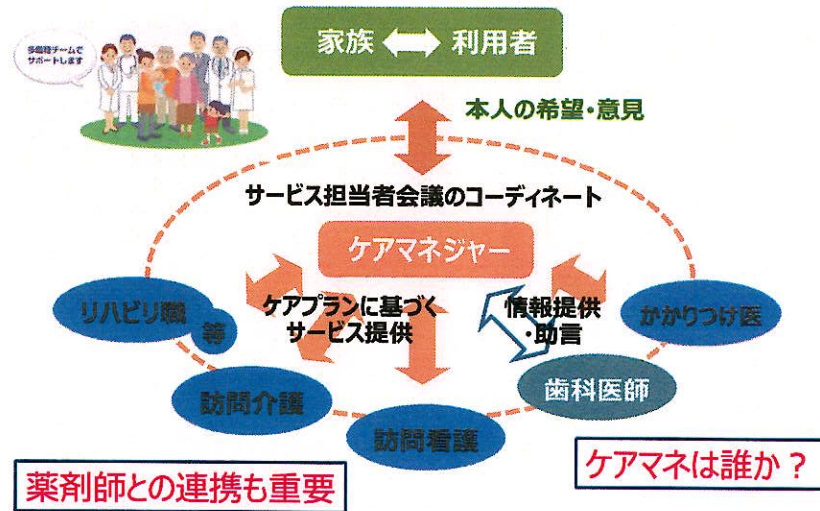 多職種チームで
サポートします
家族 ⟺ 利用者
本人の希望・意見
サービス担当者会議のコーディネート
ケアマネジャー
リハビリ職
等
ケアプランに基づく
サービス提供
情報提供
・助言
かかりつけ医
訪問介護
歯科医師
訪問看護
薬剤師との連携も重要
ケアマネは誰か？